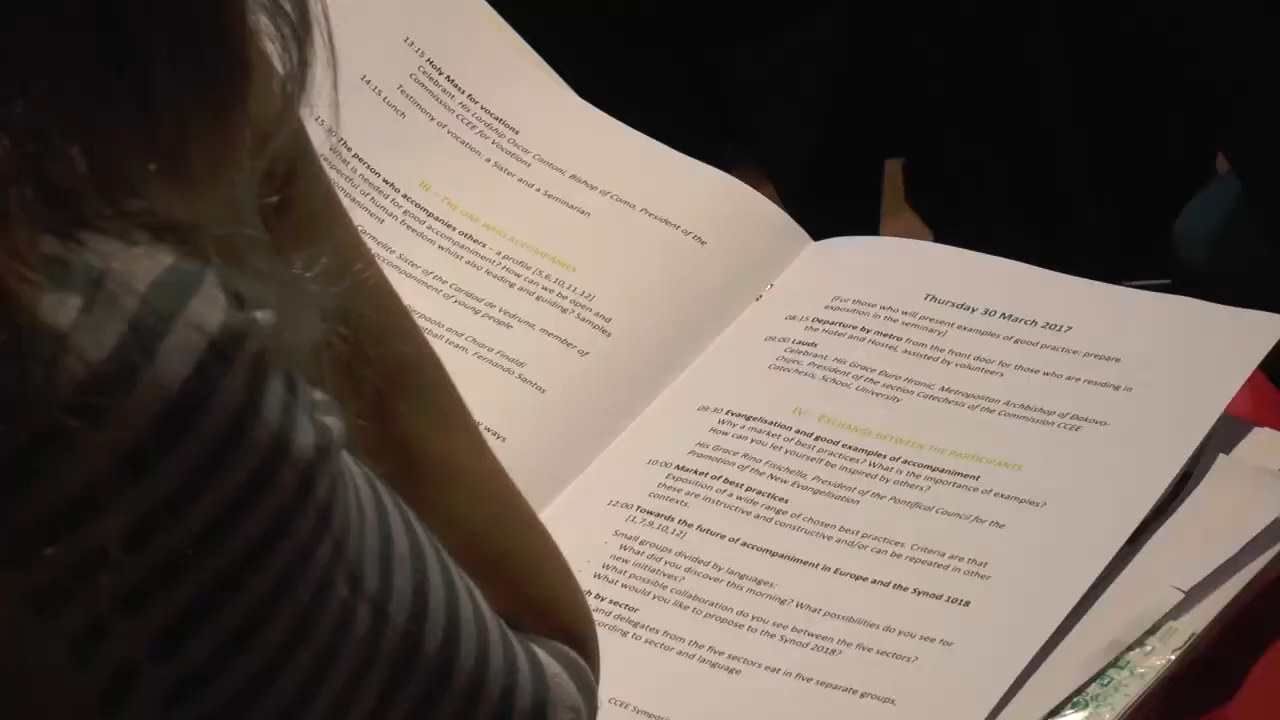 13:15 Holy Mass for vocations
Celebrant: His Lordship Oscar Cantoni, Bishop of Como, President of the
Commission CCEE for Vocations
Testimony of vocation: a Sister and a Seminarian
14:15 Lunch
III - THE ONE WHO ACCOMPANIES
15:30 The person who accompanies others – a profile [5,6,10,11,12]
What is needed for good accompaniment? How can we be open and
respectful of human freedom whilst also leading and guiding? Samples
companiment
Carmelite Sister of the Caridad de Vedruna, member of
accompaniment of young people
Pierpaolo and Chiara Finaldi
tball team, Fernando Santos
ways
Thursday 30 March 2017
[For those who will present examples of good practice: prepare
exposition in the seminary]
08:15 Departure by metro from the front door for those who are residing in
the Hotel and Hostel, assisted by volunteers
09:00 Lauds
Celebrant: His Grace Đuro Hranic, Metropolitan Archbishop of Dakovo-
Osijec, President of the section Catechesis of the Commission CCEE
Catechesis, School, University
IV - EXCHANGE BETWEEN THE PARTICIPANTS
09:30 Evangelisation and good examples of accompaniment
Why a market of best practices? What is the importance of examples?
How can you let yourself be inspired by others?
His Grace Rino Fisichella, President of the Pontifical Council for the
Promotion of the New Evangelisation
10:00 Market of best practices
Exposition of a wide range of chosen best practices. Criteria are that
these are instructive and constructive and/or can be repeated in other
contexts.
12:00 Towards the future of accompaniment in Europe and the Synod 1018
[1,7,9,10,12]
Small groups divided by languages:
- What did you discover this morning? What possibilities do you see for
new initiatives?
- What possible collaboration do you see between the five sectors?
- What would you like to propose to the Synod 2018?
h by sector
and delegates from the five sectors eat in five separate groups,
cording to sector and language
CCEE Symposi